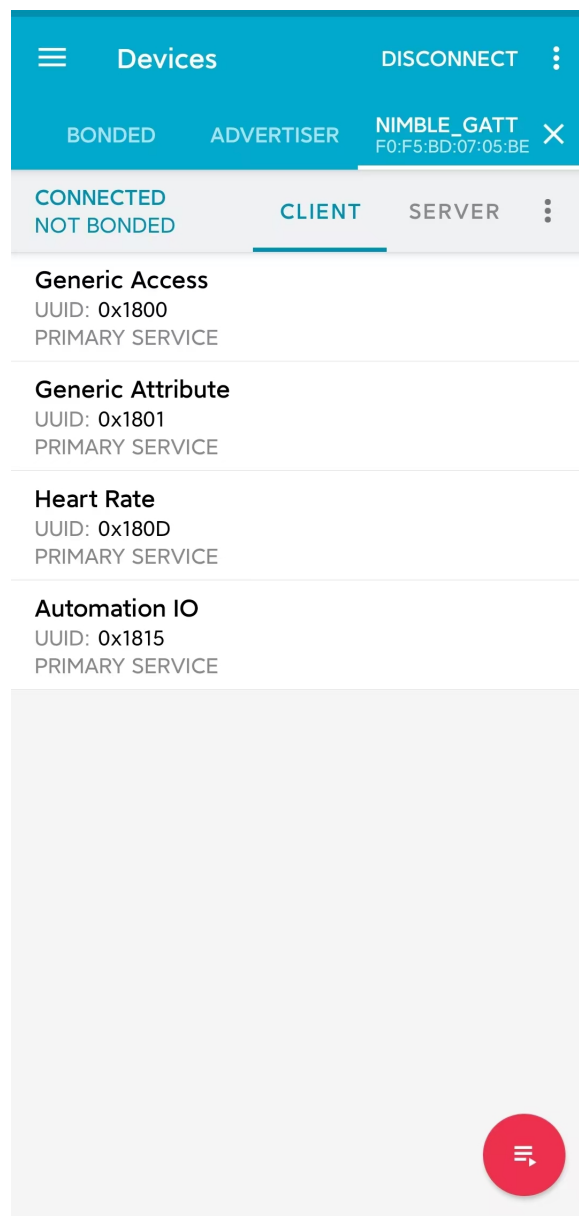 Devices DISCONNECT
BONDED ADVERTISER NIMBLE_GATT
F0:F5:BD:07:05:BE
CONNECTED
NOT BONDED
CLIENT SERVER
Generic Access
UUID: 0x1800
PRIMARY SERVICE
Generic Attribute
UUID: 0x1801
PRIMARY SERVICE
Heart Rate
UUID: 0x180D
PRIMARY SERVICE
Automation IO
UUID: 0x1815
PRIMARY SERVICE